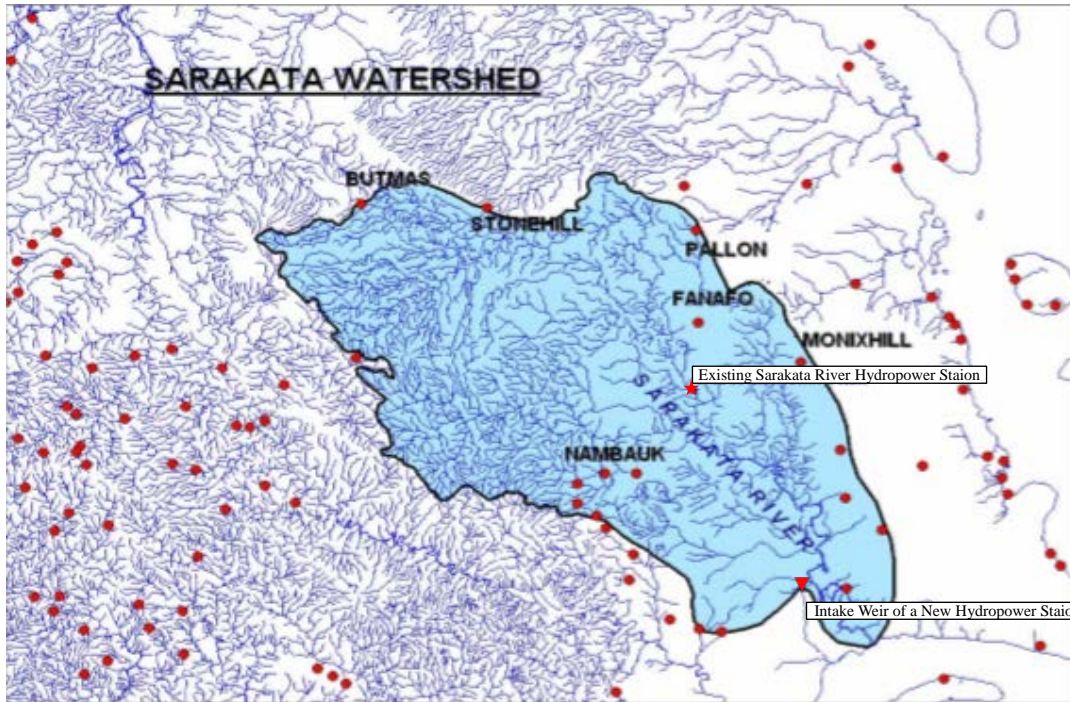 SARAKATA WATERSHED
BUTMAS
STONEHILL
PALLON
FANAFO
MONIXHILL
Existing Sarakata River Hydropower Staion
NAMBAUK
SARAKATA RIVER
Intake Weir of a New Hydropower Staio